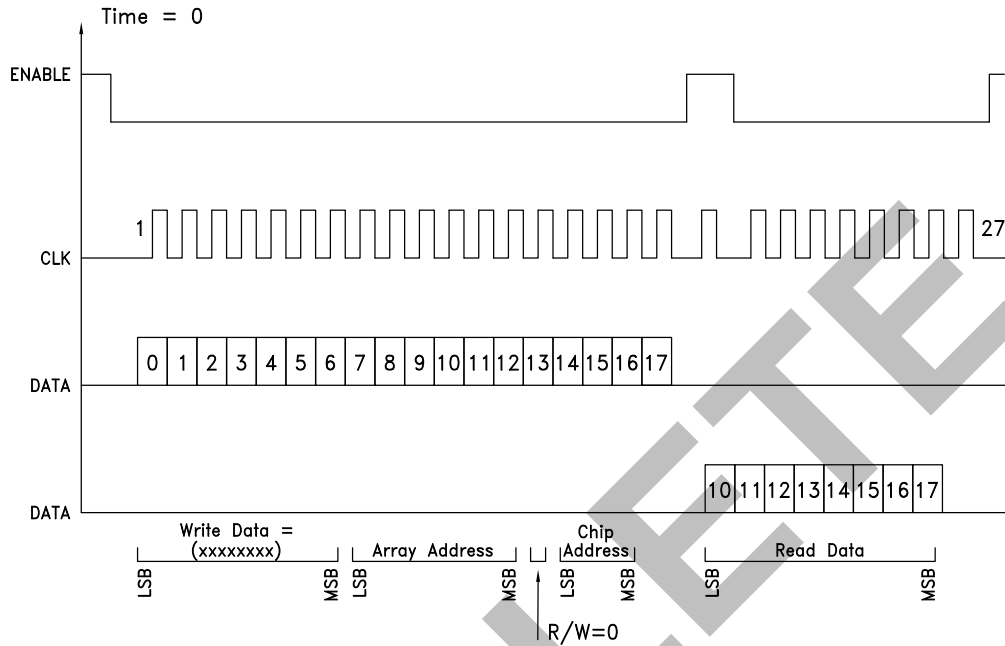 Time = 0
ENABLE
1
27
CLK
0 1 2 3 4 5 6 7 8 9 10 11 12 13 14 15 16 17
DATA
10 11 12 13 14 15 16 17
DATA
Write Data =
(xxxxxxxx)
Array Address
Chip
Address
Read Data
LSB
MSB
LSB
MSB
LSB
MSB
LSB
MSB
R/W=0
LETE
LETE